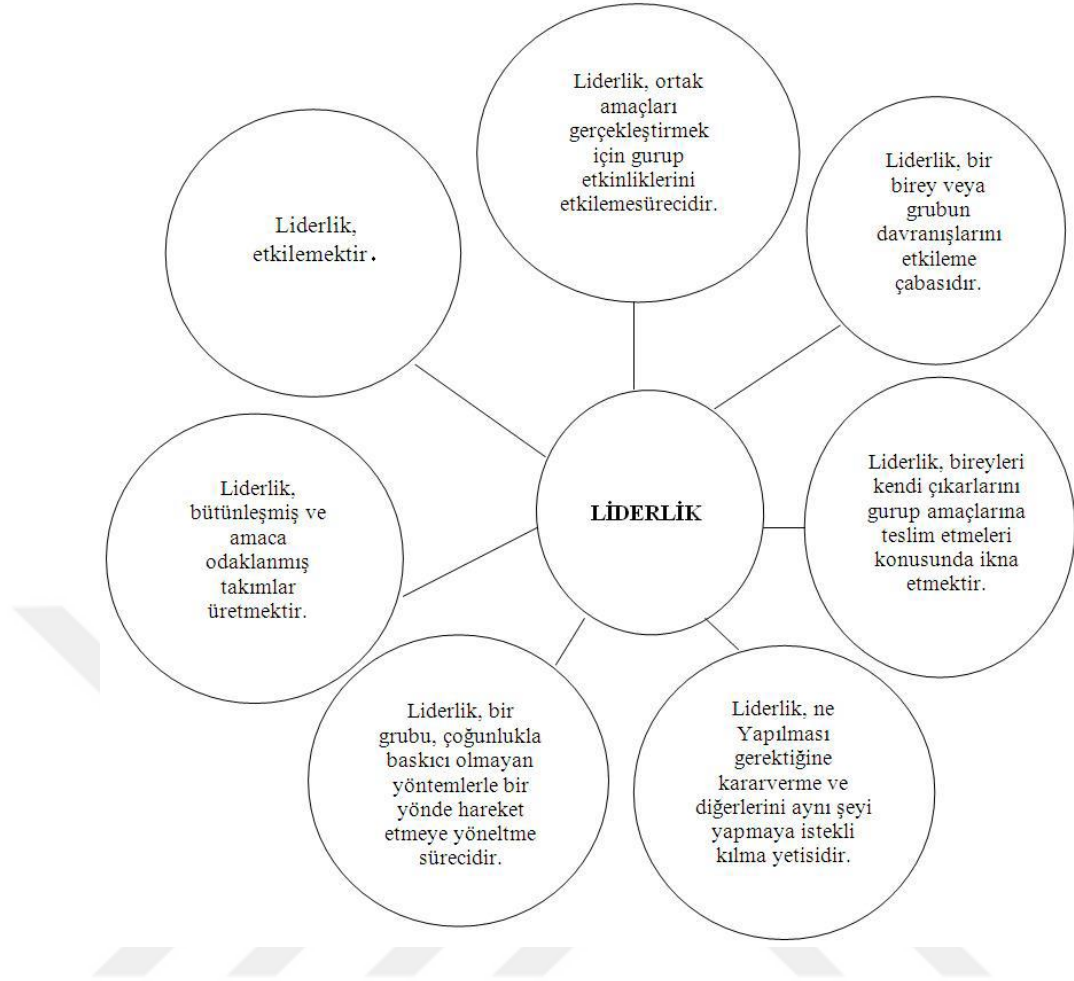 Liderlik, ortak
amaçları
gerçekleştirmek
için gurup
etkinliklerini
etkilemesürecidir.
Liderlik, bir
birey veya
grubun
davranışlarını
etkileme
çabasıdır.
Liderlik,
etkilemektir.
Liderlik, bireyleri
kendi çıkarlarını
gurup amaçlarına
teslim etmeleri
konusunda ikna
etmektir.
LİDERLİK
Liderlik,
bütünleşmiş ve
amaca
odaklanmış
takımlar
üretmektir.
Liderlik, ne
Yapılması
gerektiğine
kararverme ve
diğerlerini aynı şeyi
yapmaya istekli
kılma yetisidir.
Liderlik, bir
grubu, çoğunlukla
baskıcı olmayan
yöntemlerle bir
yönde hareket
etmeye yöneltme
sürecidir.